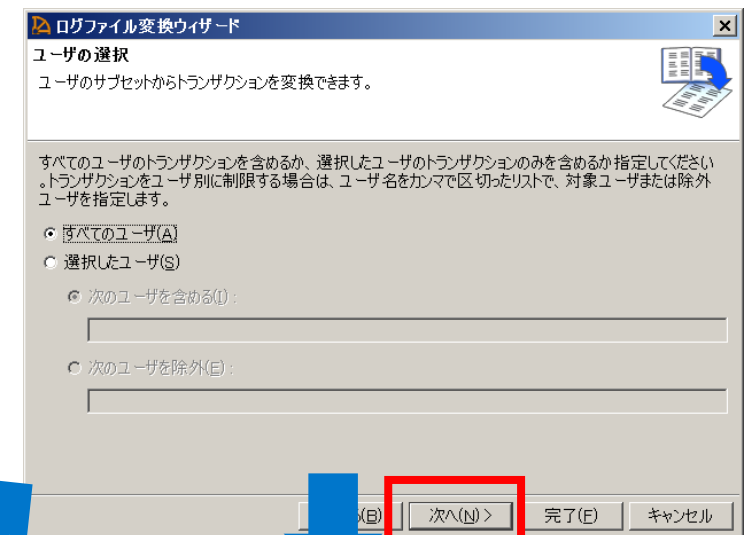 ログファイル変換ウィザード
ユーザの選択
ユーザのサブセットからトランザクションを変換できます。
すべてのユーザのトランザクションを含めるか、選択したユーザのトランザクションのみを含めるか指定してください
。トランザクションをユーザ別に制限する場合は、ユーザ名をカンマで区切ったリストで、対象ユーザまたは除外
ユーザを指定します。
すべてのユーザ(A)
選択したユーザ(S)
次のユーザを含める(I):
次のユーザを除外(E):
(B) 次へ(N) > 完了(F) キャンセル